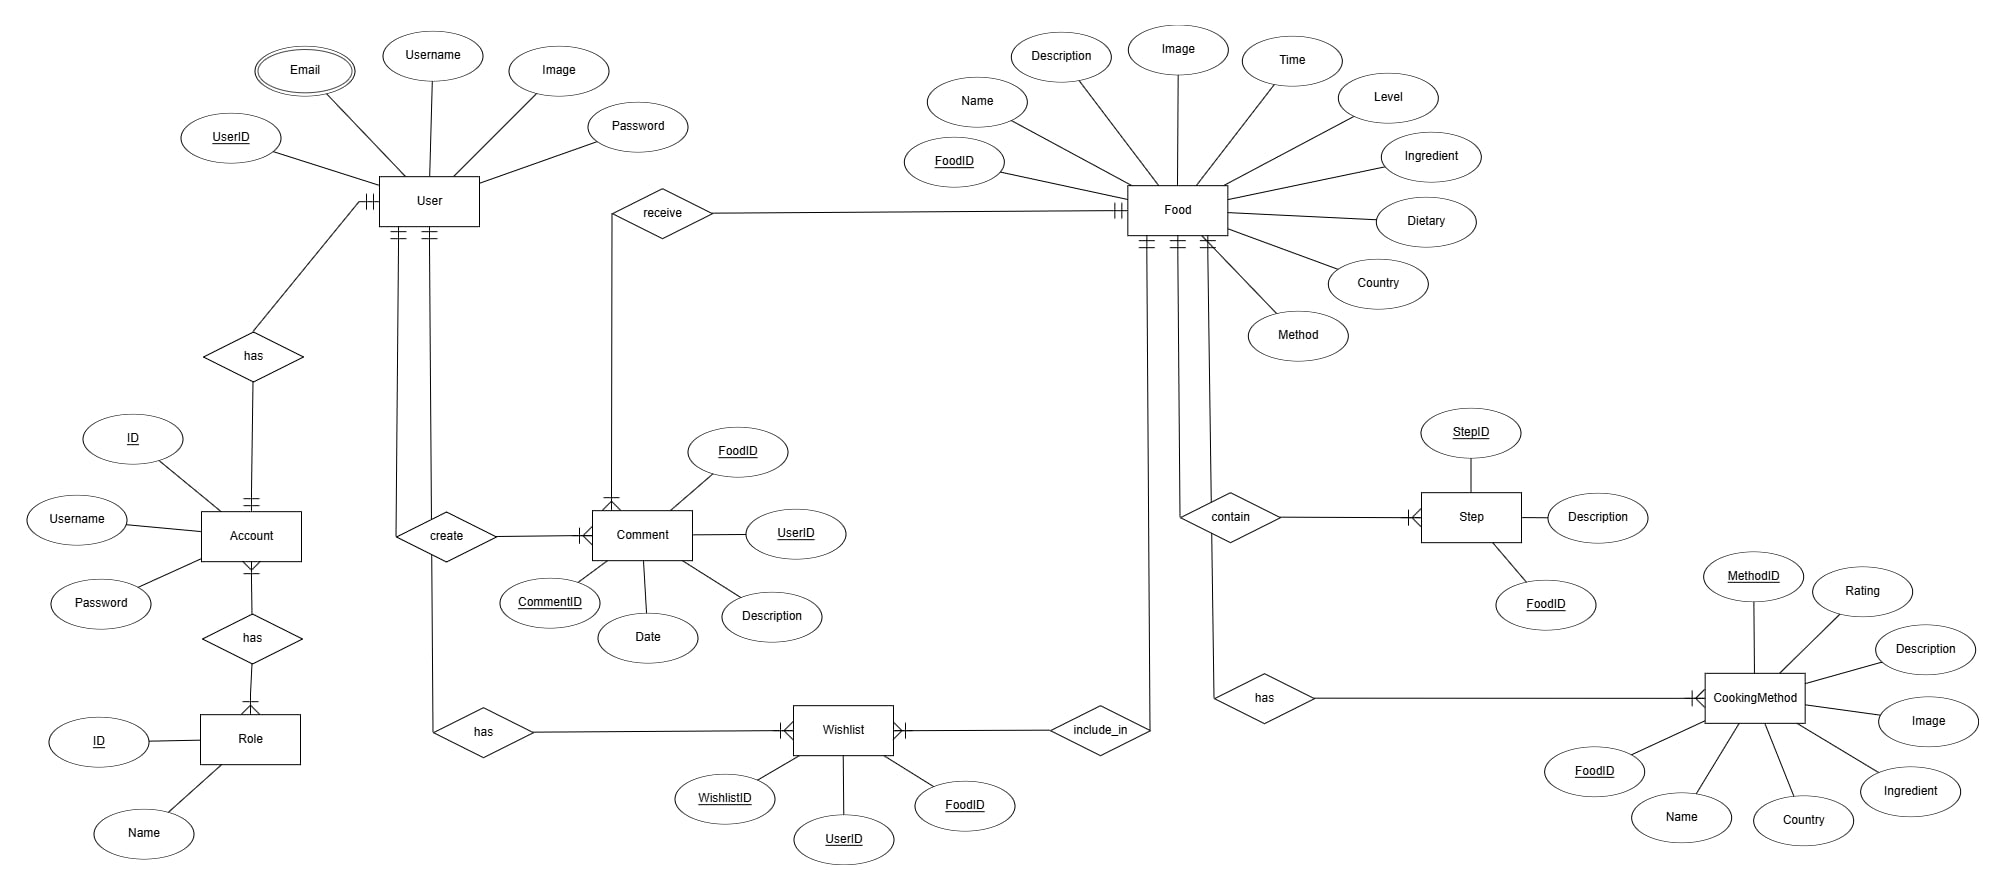 Email
Username
Image
UserID
Password
User
Description
Image
Time
Name
Level
FoodID
Ingredient
Food
Dietary
Country
Method
receive
has
ID
Username
Account
Password
has
ID
Role
Name
create
FoodID
Comment
UserID
CommentID
Date
Description
has
Wishlist
include_in
WishlistID
UserID
FoodID
contain
StepID
Step
Description
FoodID
has
MethodID
Rating
Description
CookingMethod
Image
FoodID
Name
Country
Ingredient